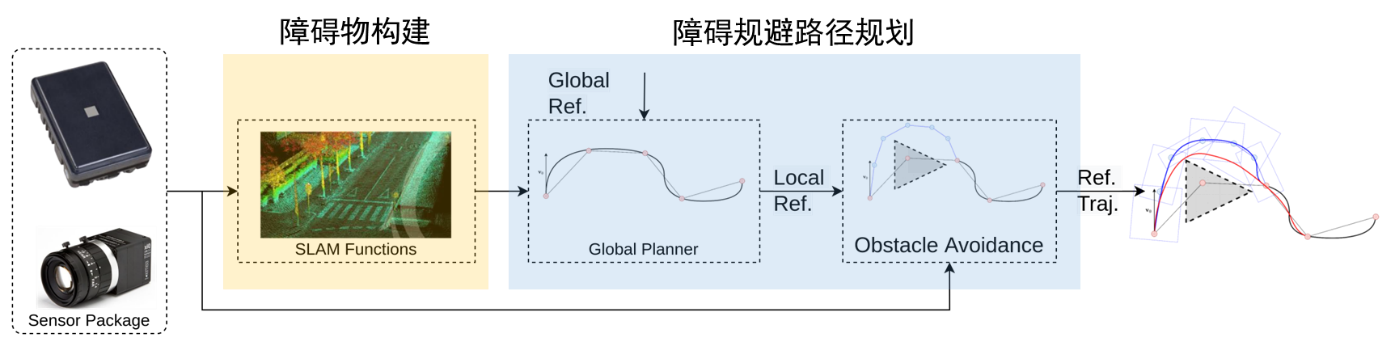 障碍物构建
障碍规避路径规划
Sensor Package
SLAM Functions
Global
Ref.
Global Planner
Local
Ref.
Obstacle Avoidance
Ref.
Traj.